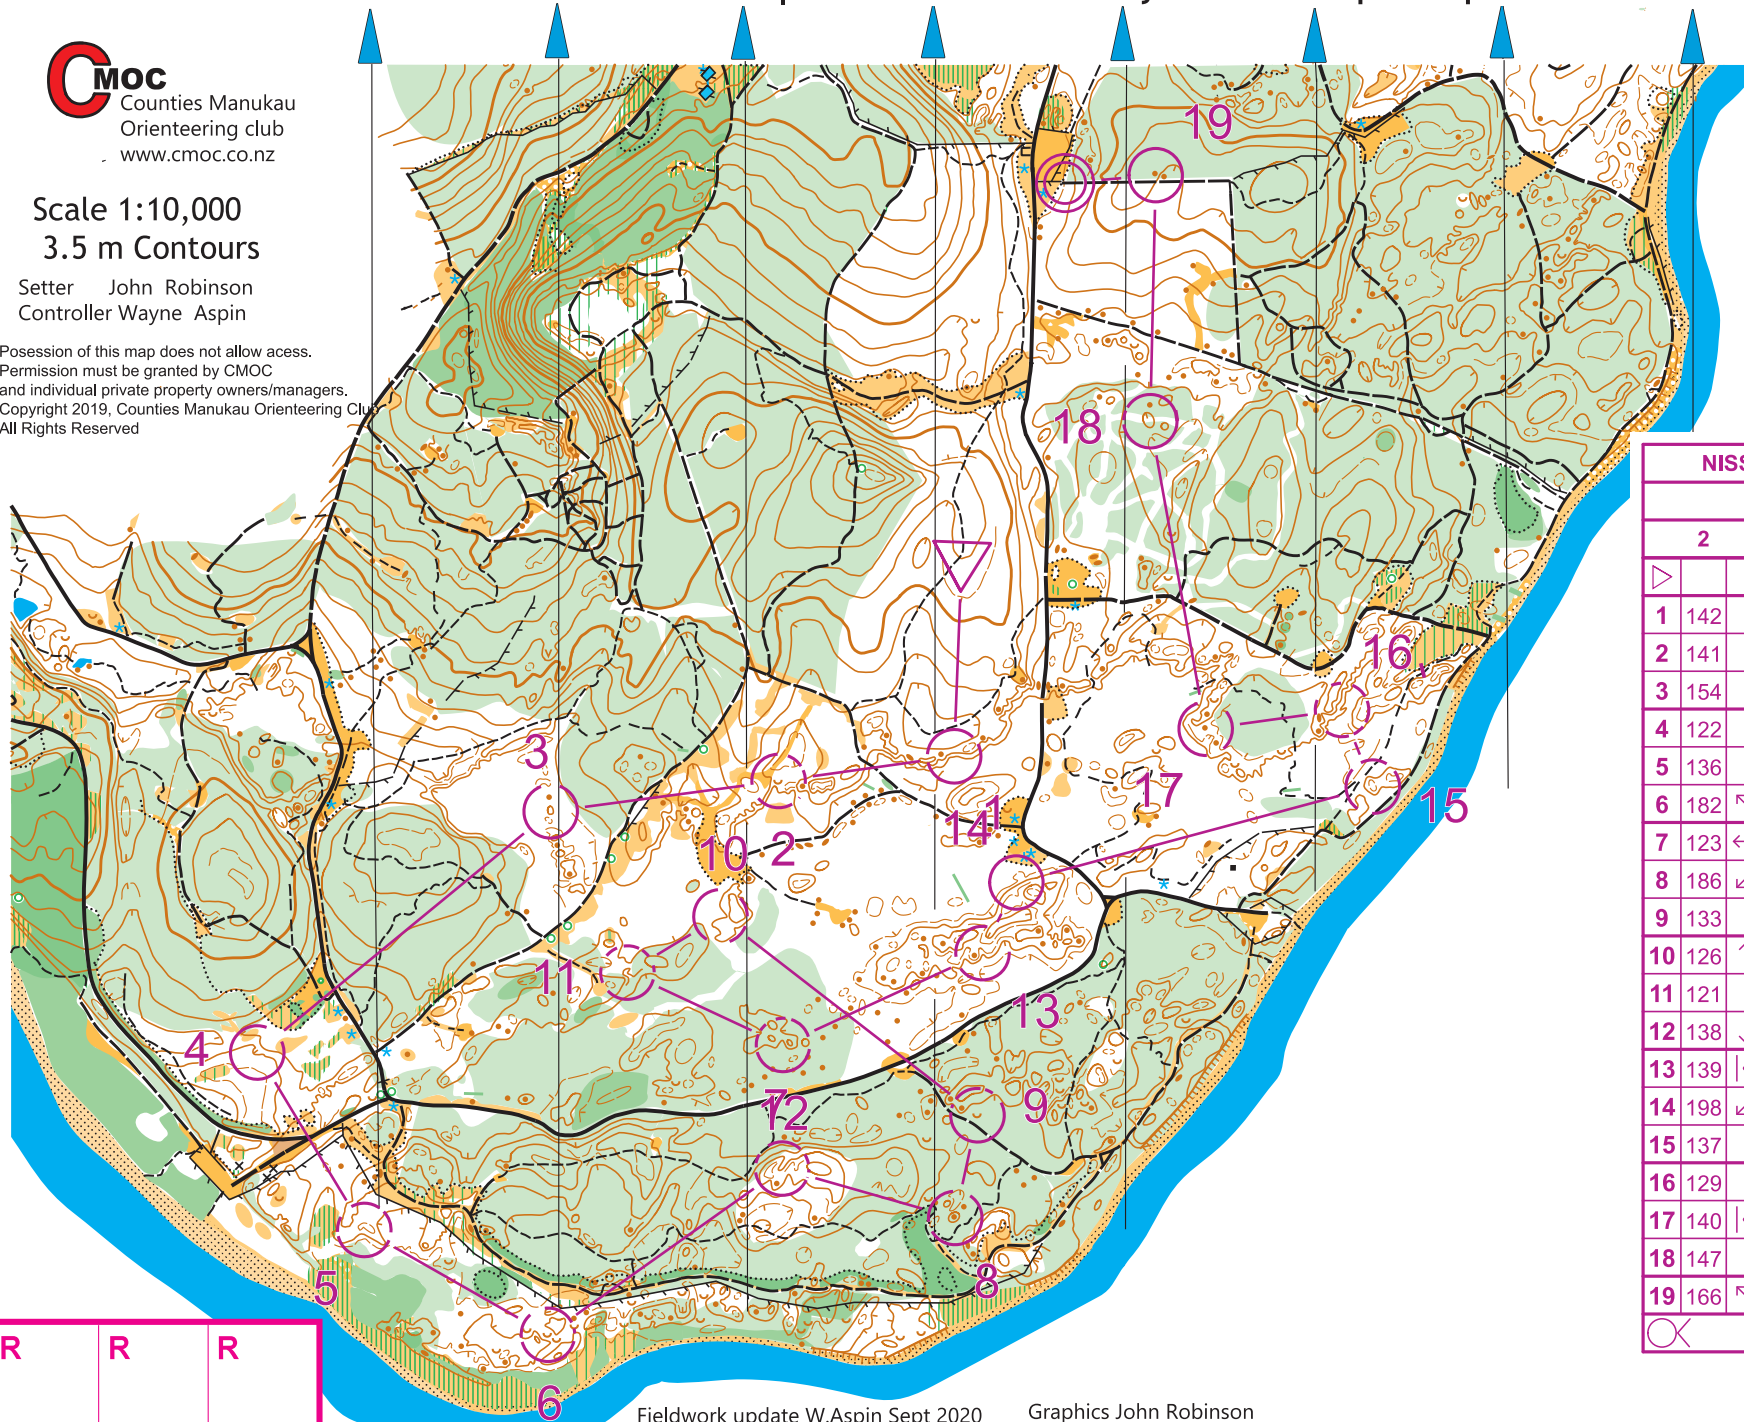 CMOC
Counties Manukau
Orienteering club
www.cmoc.co.nz
Scale 1:10,000
3.5 m Contours
Setter John Robinson
Controller Wayne Aspin
Posession of this map does not allow acess.
Permission must be granted by CMOC
and individual private property owners/managers.
Copyright 2019, Counties Manukau Orienteering Club
All Rights Reserved
19
18
16
3
17
15
1
14
10
2
11
13
4
9
7
12
5
8
6
2
1 142
2 141
3 154
4 122
5 136
6 182
7 123
8 186
9 133
10 126
11 121
12 138
13 139
14 198
15 137
16 129
17 140
18 147
19 166
R R R
Fieldwork update W.Aspin Sept 2020
Graphics John Robinson